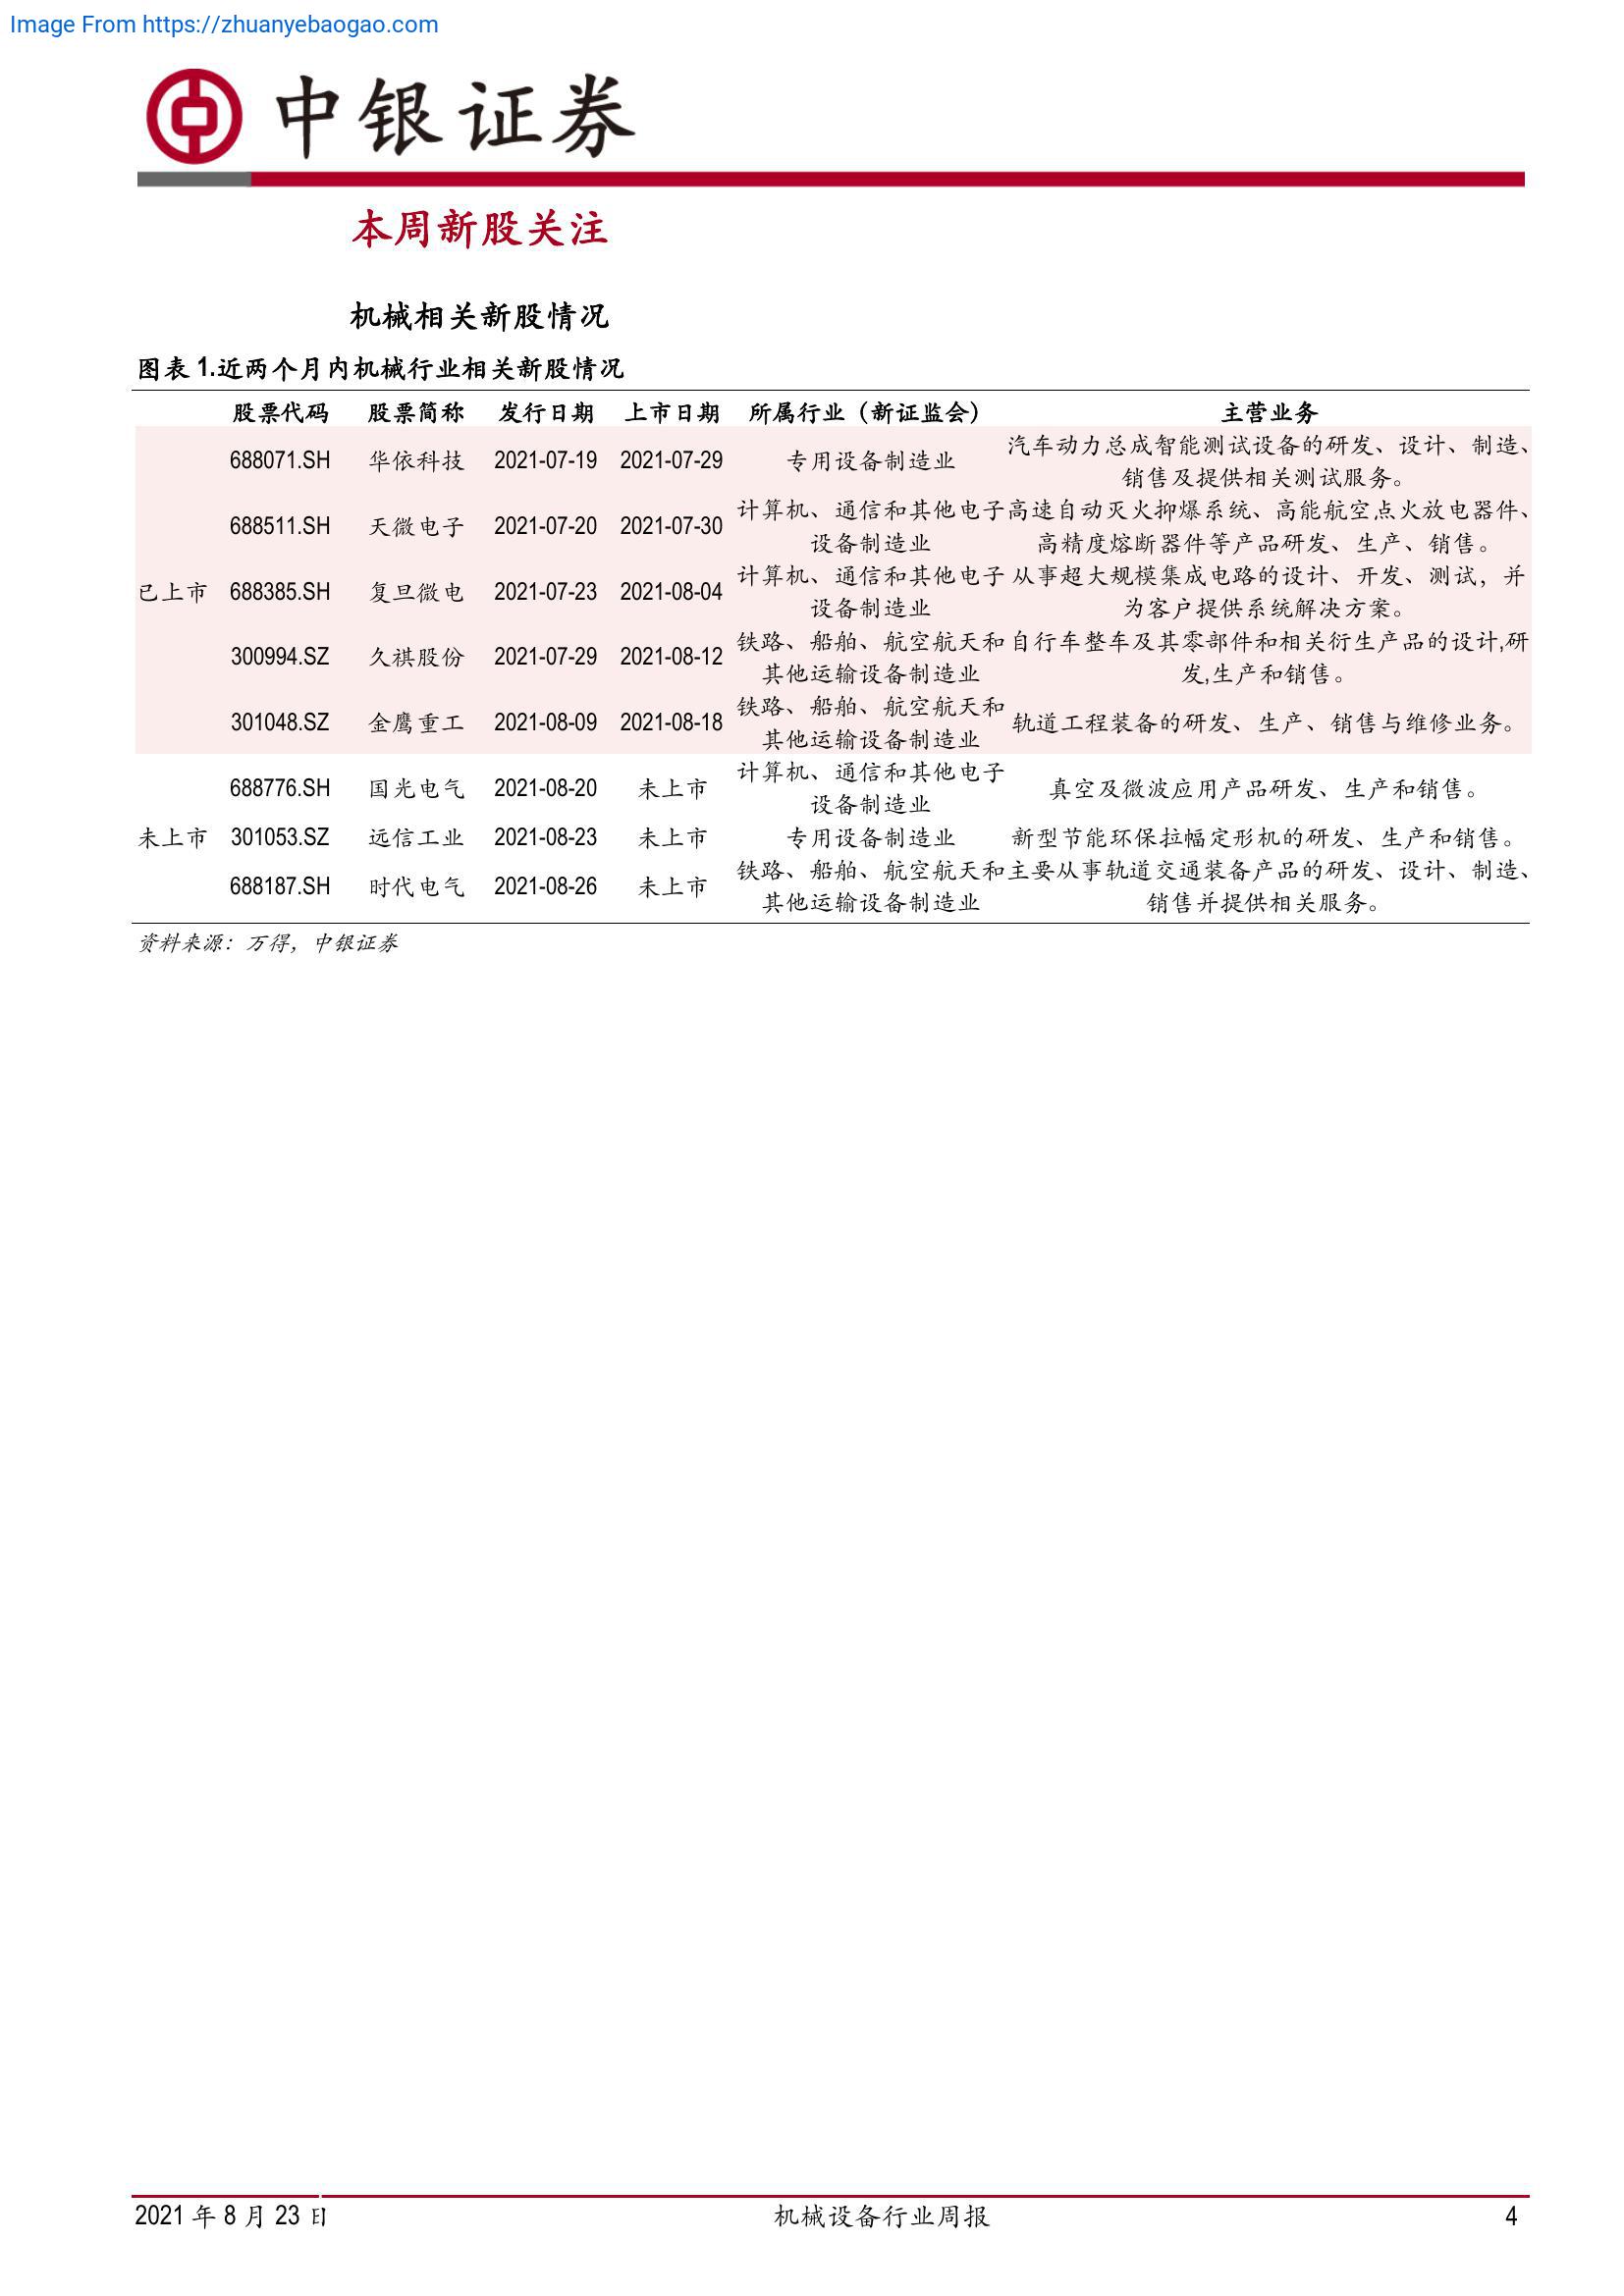 Image From https://zhuanyebaogao.com
中银证券
本周新股关注
机械相关新股情况
图表 1.近两个月内机械行业相关新股情况
股票代码 股票简称 发行日期 上市日期 所属行业（新证监会） 主营业务
688071.SH 华依科技 2021-07-19 2021-07-29 专用设备制造业 汽车动力总成智能测试设备的研发、设计、制造、
销售及提供相关测试服务。
688511.SH 天微电子 2021-07-20 2021-07-30 计算机、通信和其他电子 高速自动灭火抑爆系统、高能航空点火放电器件、
设备制造业 高精度熔断器件等产品研发、生产、销售。
已上市 688385.SH 复旦微电 2021-07-23 2021-08-04 计算机、通信和其他电子 从事超大规模集成电路的设计、开发、测试，并
设备制造业 为客户提供系统解决方案。
300994.SZ 久祺股份 2021-07-29 2021-08-12 铁路、船舶、航空航天和 自行车整车及其零部件和相关衍生产品的设计,研
其他运输设备制造业 发,生产和销售。
301048.SZ 金鹰重工 2021-08-09 2021-08-18 铁路、船舶、航空航天和 轨道工程装备的研发、生产、销售与维修业务。
其他运输设备制造业
688776.SH 国光电气 2021-08-20 未上市 计算机、通信和其他电子 真空及微波应用产品研发、生产和销售。
设备制造业
未上市 301053.SZ 远信工业 2021-08-23 未上市 专用设备制造业 新型节能环保拉幅定形机的研发、生产和销售。
688187.SH 时代电气 2021-08-26 未上市 铁路、船舶、航空航天和 主要从事轨道交通装备产品的研发、设计、制造、
其他运输设备制造业 销售并提供相关服务。
资料来源：万得，中银证券
2021 年 8 月 23 日 机械设备行业周报 4